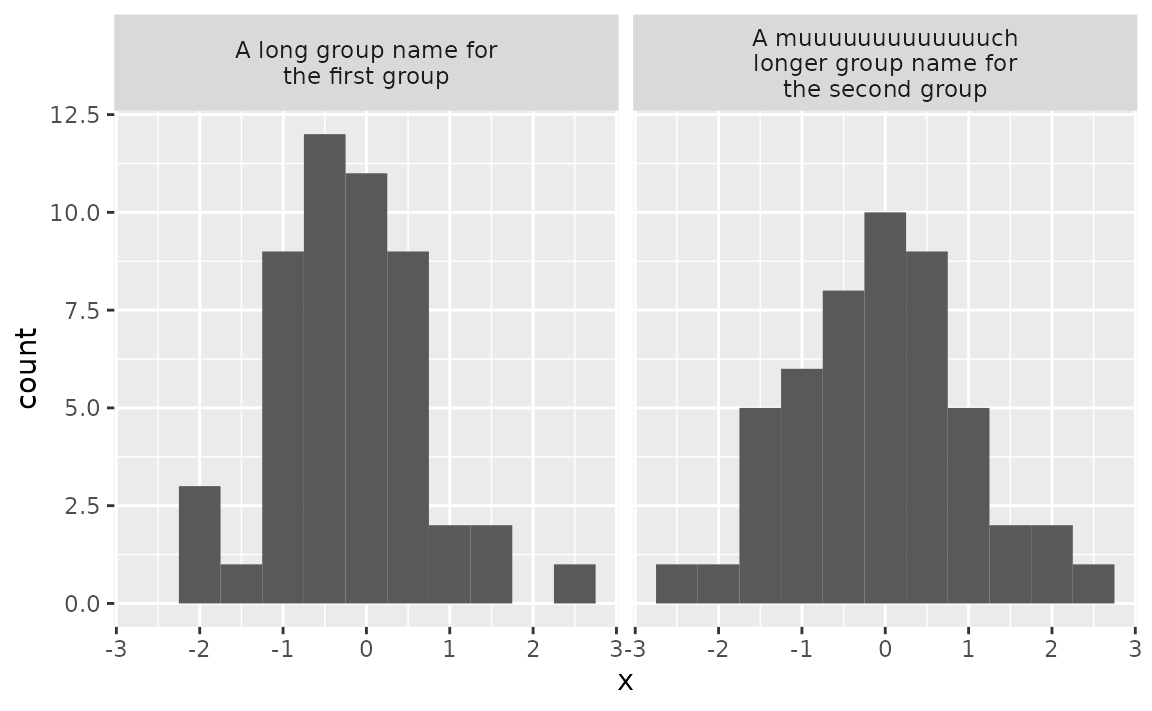 A long group name for
the first group
A muuuuuuuuuuuuuuch
longer group name for
the second group
12.5
10.0
7.5
5.0
2.5
0.0
count
-3 -2 -1 0 1 2 3
-3 -2 -1 0 1 2 3
x